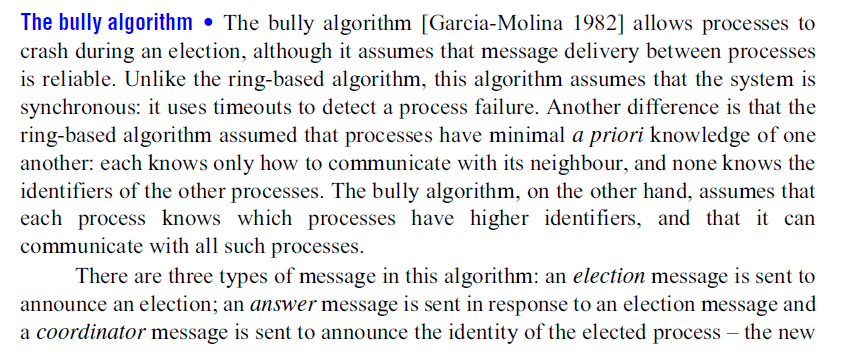 The bully algorithm • The bully algorithm [Garcia-Molina 1982] allows processes to
crash during an election, although it assumes that message delivery between processes
is reliable. Unlike the ring-based algorithm, this algorithm assumes that the system is
synchronous: it uses timeouts to detect a process failure. Another difference is that the
ring-based algorithm assumed that processes have minimal a priori knowledge of one
another: each knows only how to communicate with its neighbour, and none knows the
identifiers of the other processes. The bully algorithm, on the other hand, assumes that
each process knows which processes have higher identifiers, and that it can
communicate with all such processes.
There are three types of message in this algorithm: an election message is sent to
announce an election; an answer message is sent in response to an election message and
a coordinator message is sent to announce the identity of the elected process – the new